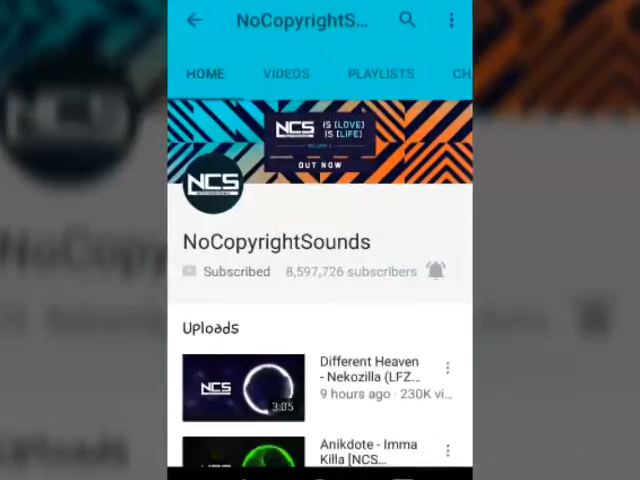 NoCopyrightS...
HOME VIDEOS PLAYLISTS CH
NCS IS [LOVE]
IS [LIFE]
OUT NOW
NCS
NoCopyrightSounds
Subscribed 8,597,726 subscribers
Uploads
Different Heaven
- Nekozilla (LFZ...
9 hours ago · 230K vi...
NCS
3:05
Anikdote - Imma
Killa [NCS...